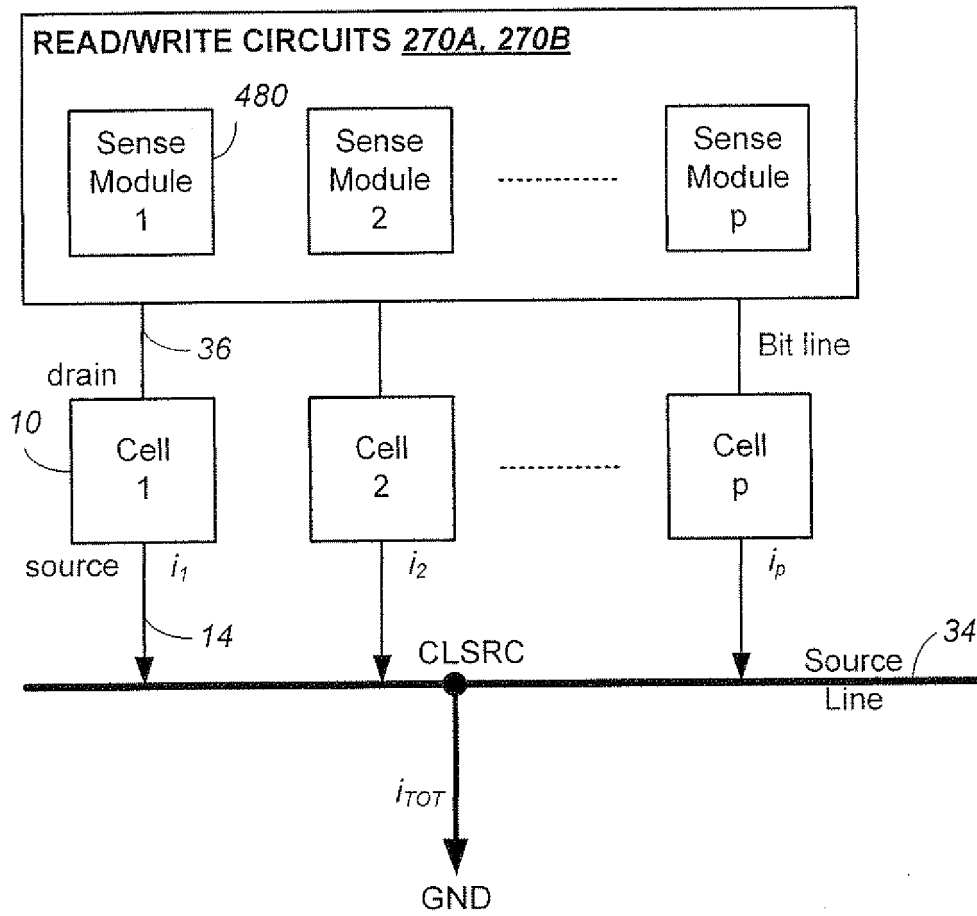 READ/WRITE CIRCUITS 270A, 270B
480
Sense
Module
1
Sense
Module
2
Sense
Module
p
36
Bit line
drain
10
Cell
1
Cell
2
Cell
p
source
i1
i2
ip
14
34
CLSRC
Source
Line
iTOT
GND